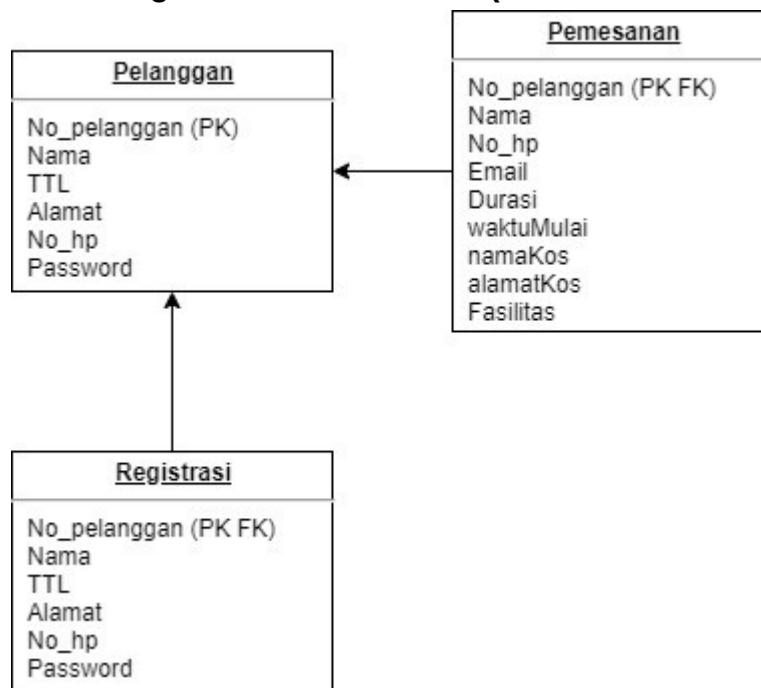 Pelanggan
No_pelanggan (PK)
Nama
TTL
Alamat
No_hp
Password
Pemesanan
No_pelanggan (PK FK)
Nama
No_hp
Email
Durasi
waktuMulai
namaKos
alamatKos
Fasilitas
Registrasi
No_pelanggan (PK FK)
Nama
TTL
Alamat
No_hp
Password